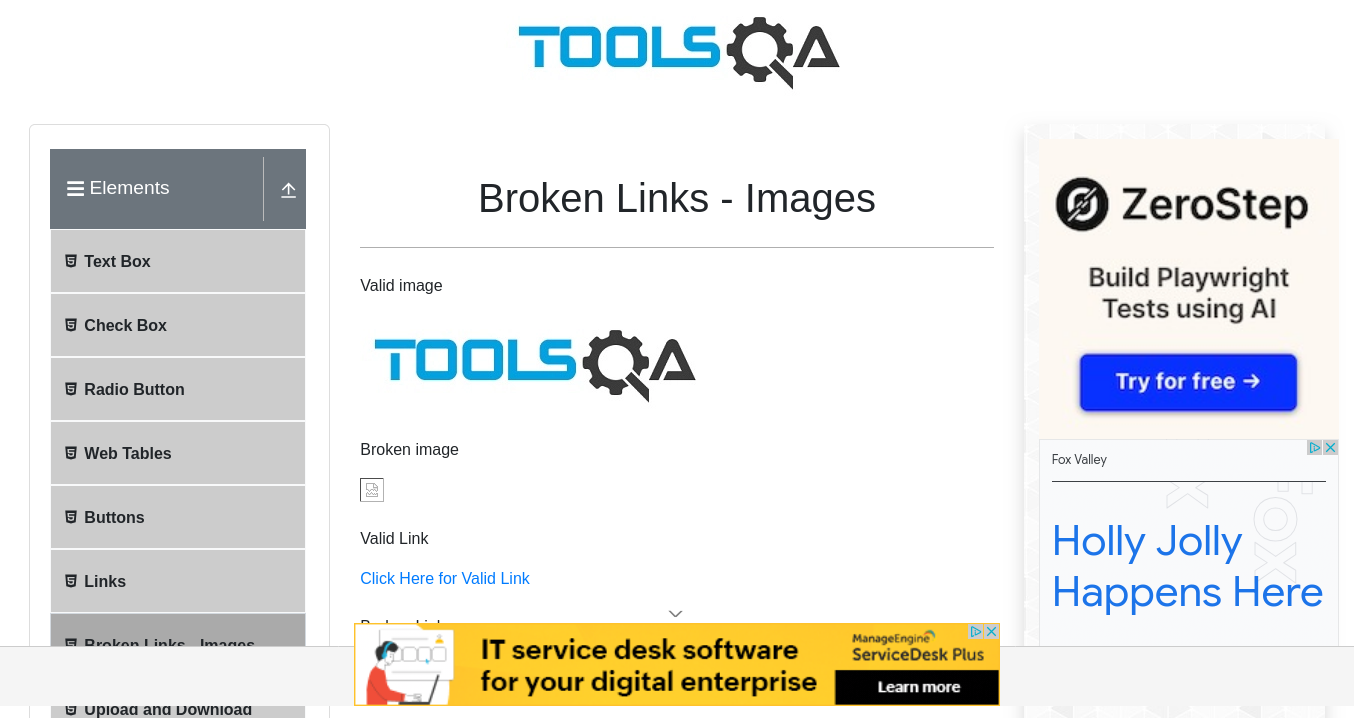 TOOLSQA
Elements
Text Box
Check Box
Radio Button
Web Tables
Buttons
Links
Broken Links - Images
Upload and Download
Broken Links - Images
Valid image
TOOLSQA
Broken image
Valid Link
Click Here for Valid Link
ZeroStep
Build Playwright
Tests using AI
Try for free →
Fox Valley
Holly Jolly
Happens Here
FOX
IT service desk software
for your digital enterprise
ManageEngine
ServiceDesk Plus
Learn more